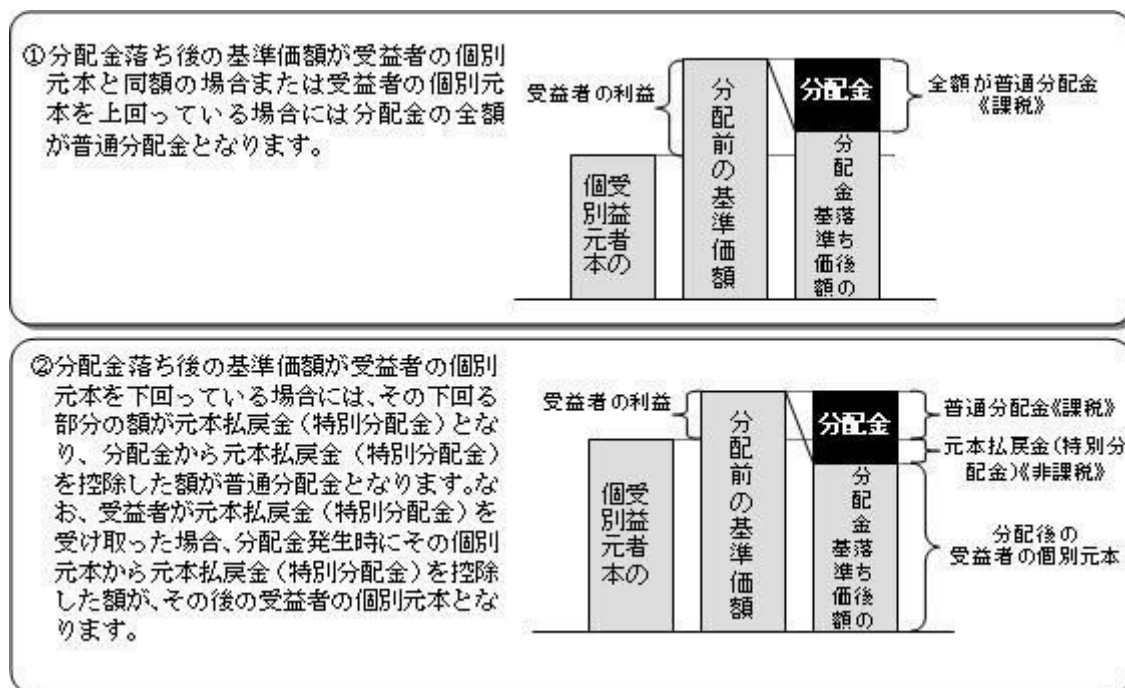 ①分配金落ち後の基準価額が受益者の個別
元本と同額の場合または受益者の個別元
本を上回っている場合には分配金の全額
が普通分配金となります。
受益者の利益
受益者の
個別元本
分配前の基準価額
分配金
分配金落ち後の
基準価額
全額が普通分配金
《課税》
②分配金落ち後の基準価額が受益者の個別
元本を下回っている場合には、その下回る
部分の額が元本払戻金(特別分配金)とな
り、分配金から元本払戻金(特別分配金)
を控除した額が普通分配金となります。な
お、受益者が元本払戻金(特別分配金)を
受け取った場合、分配金発生時にその個別
元本から元本払戻金(特別分配金)を控除
した額が、その後の受益者の個別元本とな
ります。
受益者の利益
受益者の
個別元本
分配前の基準価額
分配金
分配金落ち後の
基準価額
普通分配金《課税》
元本払戻金(特別分
配金)《非課税》
分配後の
受益者の個別元本